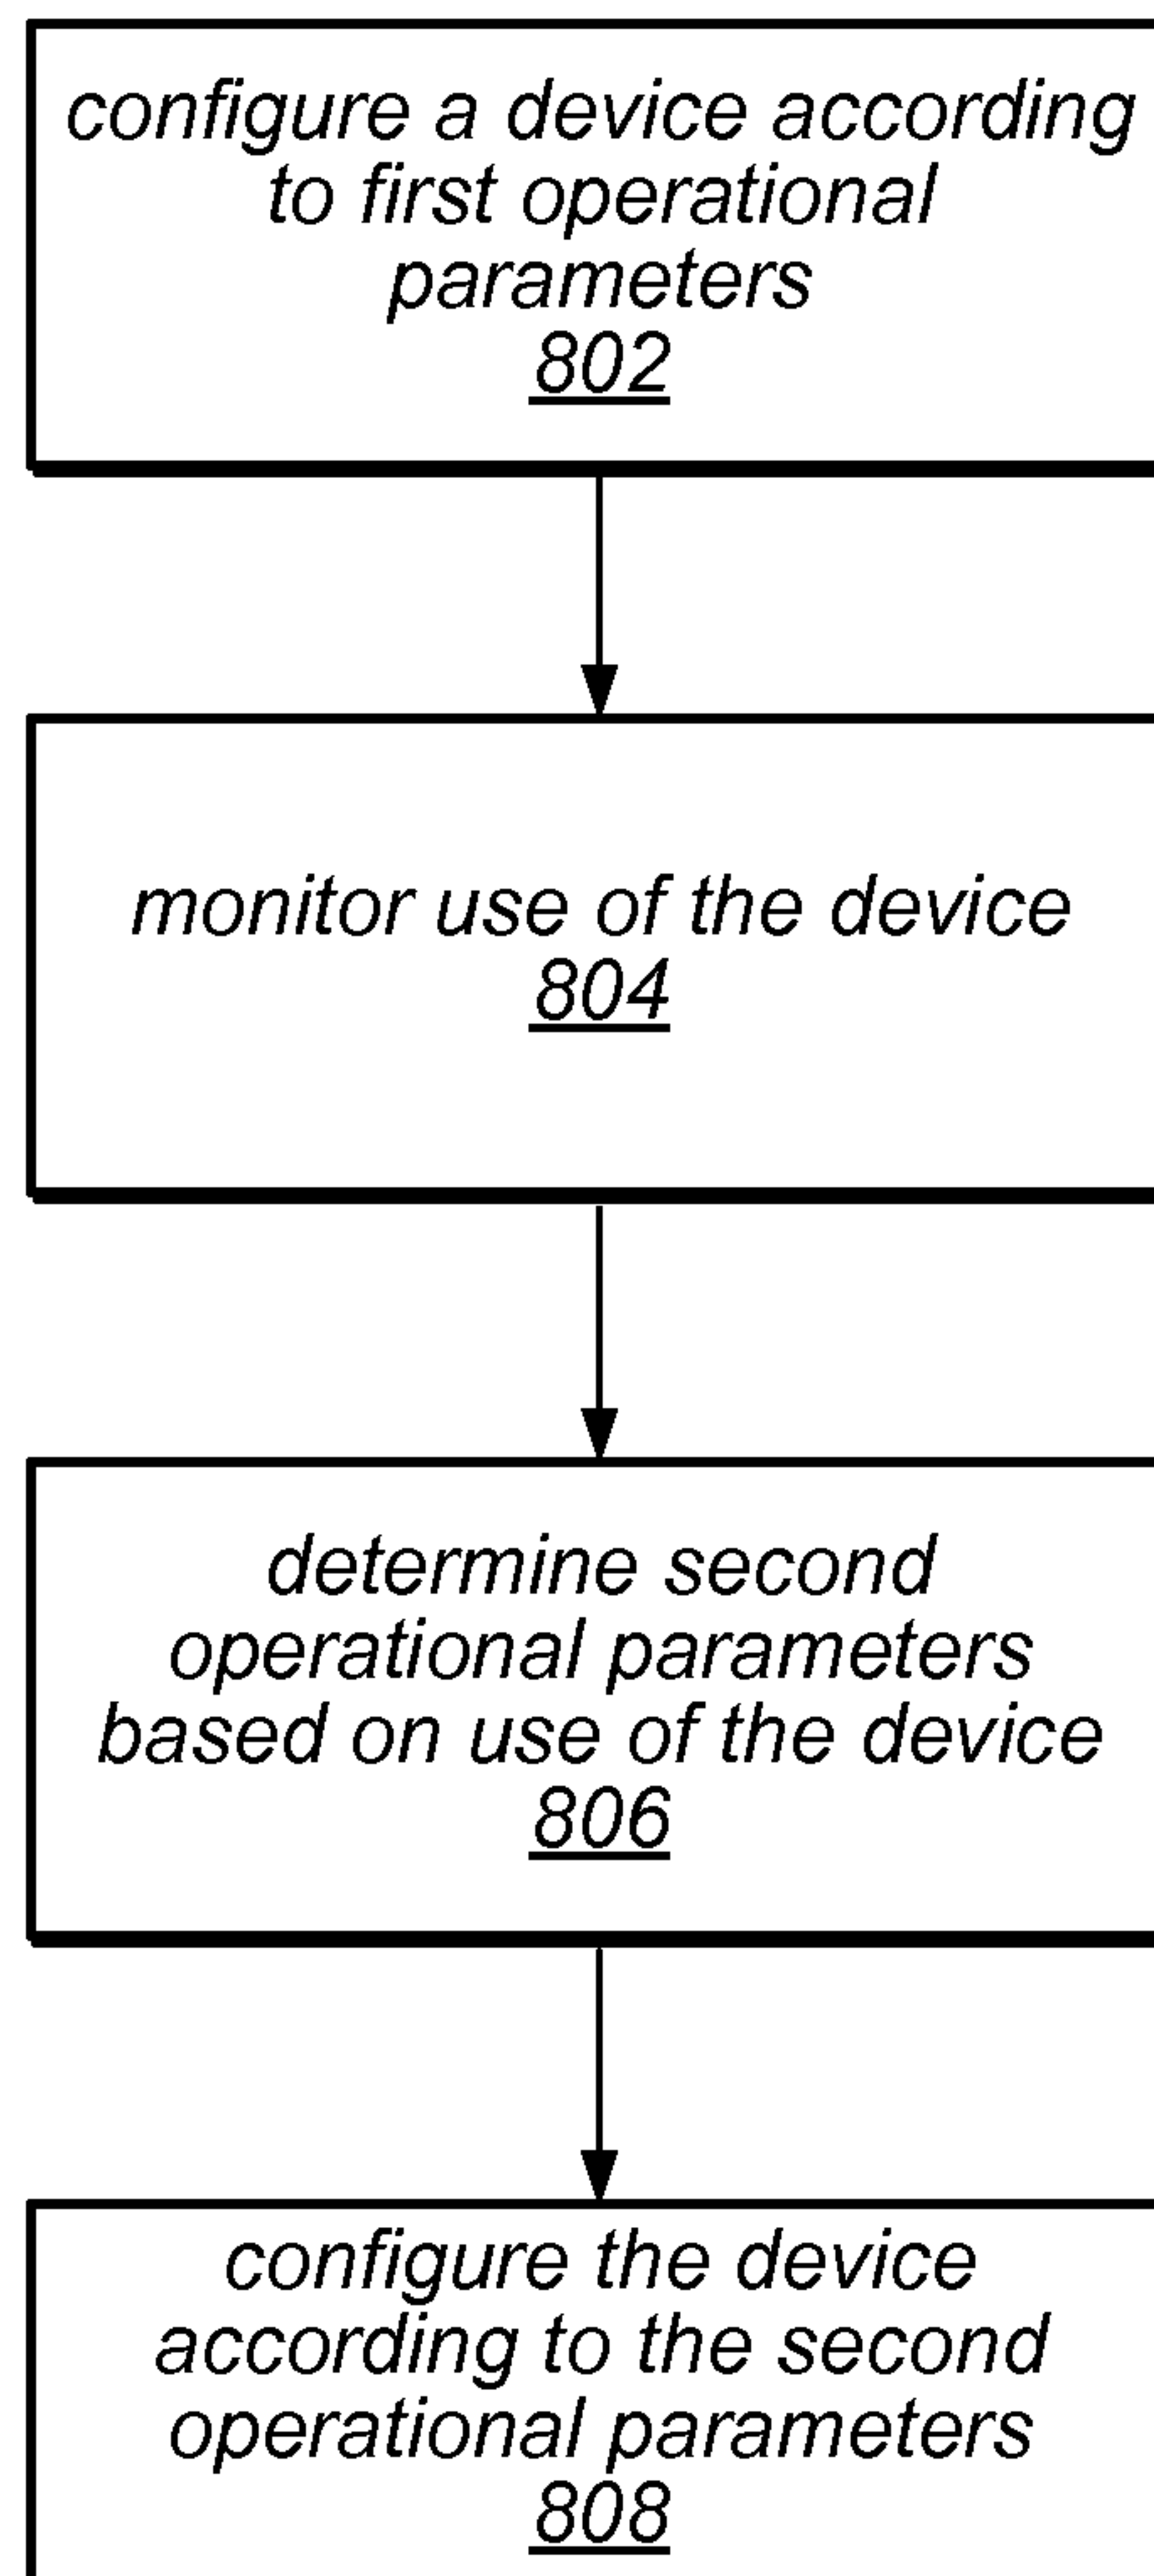 configure a device according
to first operational
parameters
802
monitor use of the device
804
determine second
operational parameters
based on use of the device
806
configure the device
according to the second
operational parameters
808